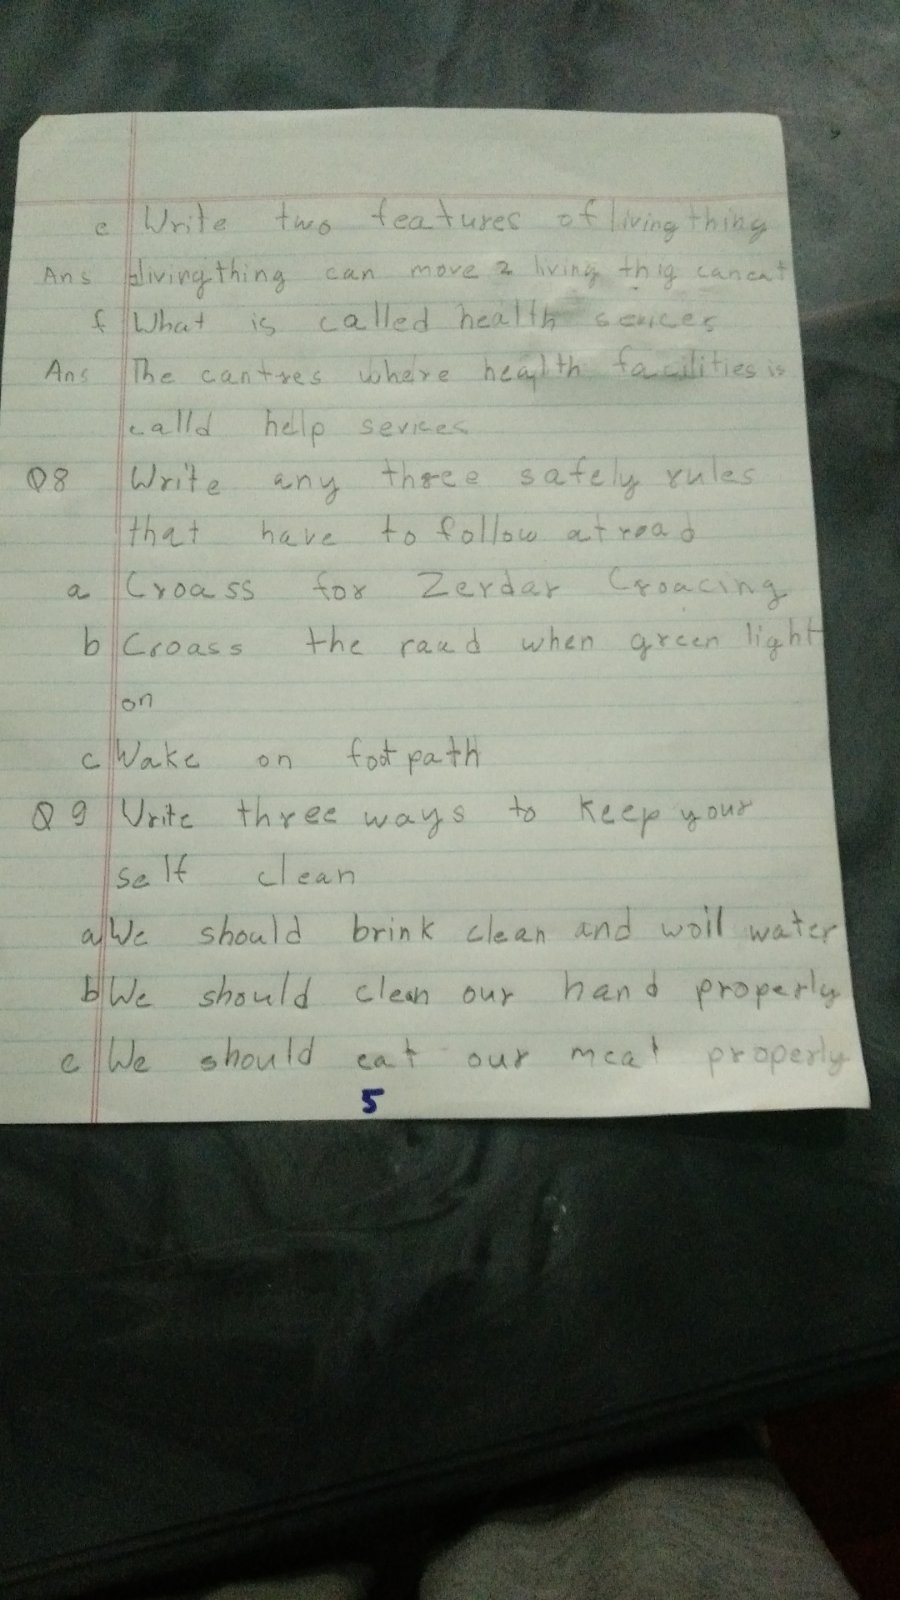 e Write two features of living thing
Ans 1living thing can move 2 living thig can eat
f What is called health sevices
Ans The cantres where health facilities is
calld help sevices
Q8 Write any three safely rules
that have to follow at road
a Croass for Zerdar Croacing
b Croass the raud when green light
on
c Wake on footpath
Q 9 Write three ways to keep your
self clean
a We should brink clean and woil water
b We should clean our hand properly
c We should eat our meat properly
5